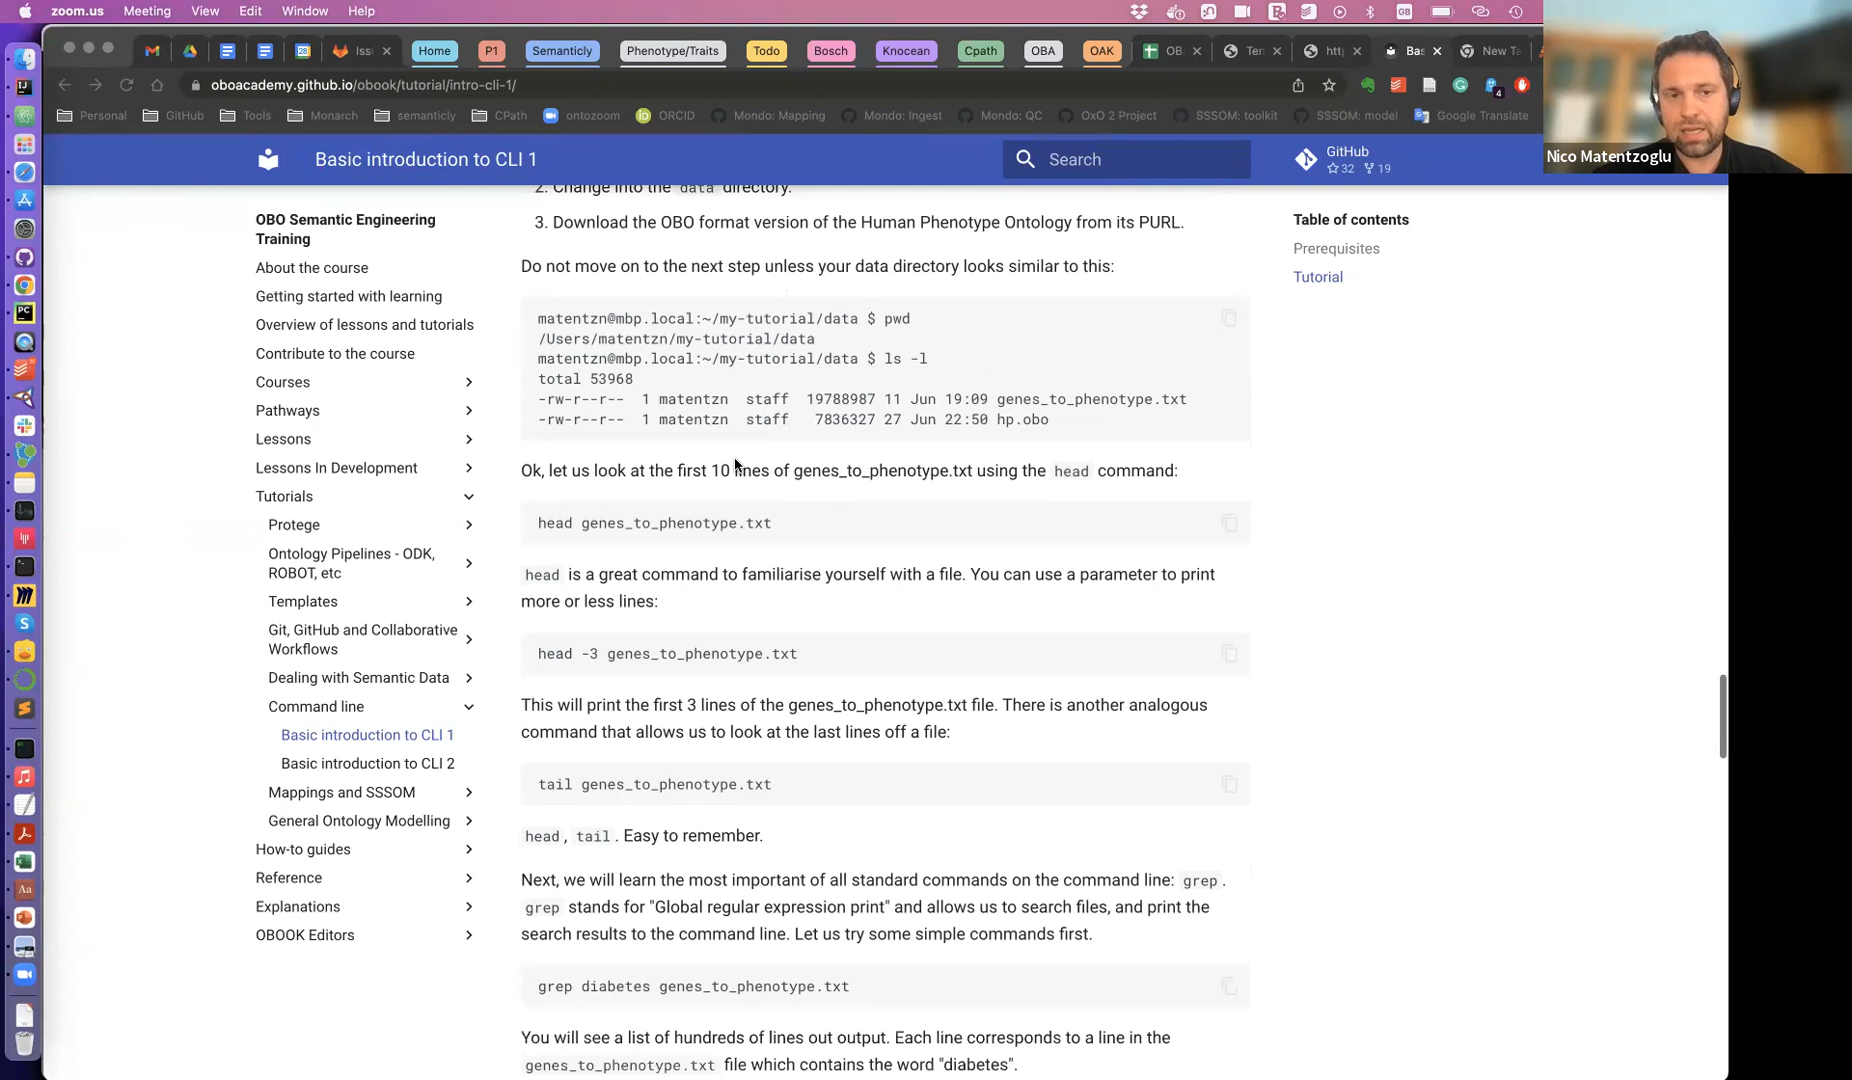 zoom.us Meeting View Edit Window Help
GB
28 Iss Home P1 Semanticly Phenotype/Traits Todo Bosch Knocean Cpath OBA OAK OB Ter htt Bas New Ta
oboacademy.github.io/obook/tutorial/intro-cli-1/
4
Personal GitHub Tools Monarch semanticly CPath ontozoom ORCID Mondo: Mapping Mondo: Ingest Mondo: QC OxO 2 Project SSSOM: toolkit SSSOM: model Google Translate
Nico Matentzoglu
Basic introduction to CLI 1
Search
GitHub
32 19
OBO Semantic Engineering
Training
About the course
Getting started with learning
Overview of lessons and tutorials
Contribute to the course
Courses
Pathways
Lessons
Lessons In Development
Tutorials
Protege
Ontology Pipelines - ODK,
ROBOT, etc
Templates
Git, GitHub and Collaborative
Workflows
Dealing with Semantic Data
Command line
Basic introduction to CLI 1
Basic introduction to CLI 2
Mappings and SSSOM
General Ontology Modelling
How-to guides
Reference
Explanations
OBOOK Editors
2. Change into the data directory.
3. Download the OBO format version of the Human Phenotype Ontology from its PURL.
Do not move on to the next step unless your data directory looks similar to this:
matentzn@mbp.local:~/my-tutorial/data $ pwd
/Users/matentzn/my-tutorial/data
matentzn@mbp.local:~/my-tutorial/data $ ls -l
total 53968
-rw-r--r-- 1 matentzn staff 19788987 11 Jun 19:09 genes_to_phenotype.txt
-rw-r--r-- 1 matentzn staff 7836327 27 Jun 22:50 hp.obo
Ok, let us look at the first 10 lines of genes_to_phenotype.txt using the head command:
head genes_to_phenotype.txt
head is a great command to familiarise yourself with a file. You can use a parameter to print
more or less lines:
head -3 genes_to_phenotype.txt
This will print the first 3 lines of the genes_to_phenotype.txt file. There is another analogous
command that allows us to look at the last lines off a file:
tail genes_to_phenotype.txt
head, tail. Easy to remember.
Next, we will learn the most important of all standard commands on the command line: grep.
grep stands for "Global regular expression print" and allows us to search files, and print the
search results to the command line. Let us try some simple commands first.
grep diabetes genes_to_phenotype.txt
You will see a list of hundreds of lines out output. Each line corresponds to a line in the
genes_to_phenotype.txt file which contains the word "diabetes".
Table of contents
Prerequisites
Tutorial